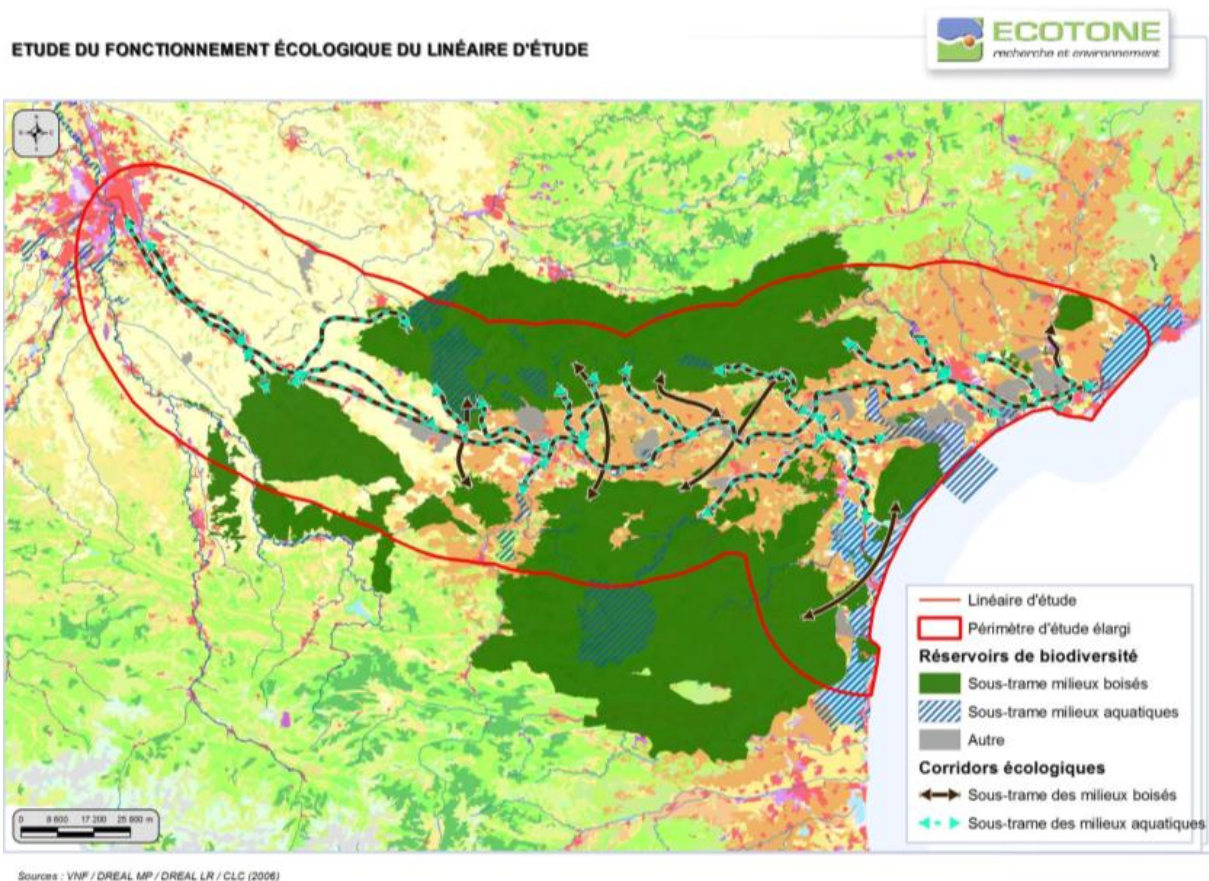 ETUDE DU FONCTIONNEMENT ÉCOLOGIQUE DU LINÉAIRE D'ÉTUDE
ECOTONE
recherche et environnement
Linéaire d'étude
Périmètre d'étude élargi
Réservoirs de biodiversité
Sous-trame milieux boisés
Sous-trame milieux aquatiques
Autre
Corridors écologiques
Sous-trame des milieux boisés
Sous-trame des milieux aquatiques
0 8 600 17 200 25 800 m
Sources : VNF / DREAL MP / DREAL LR / CLC (2006)